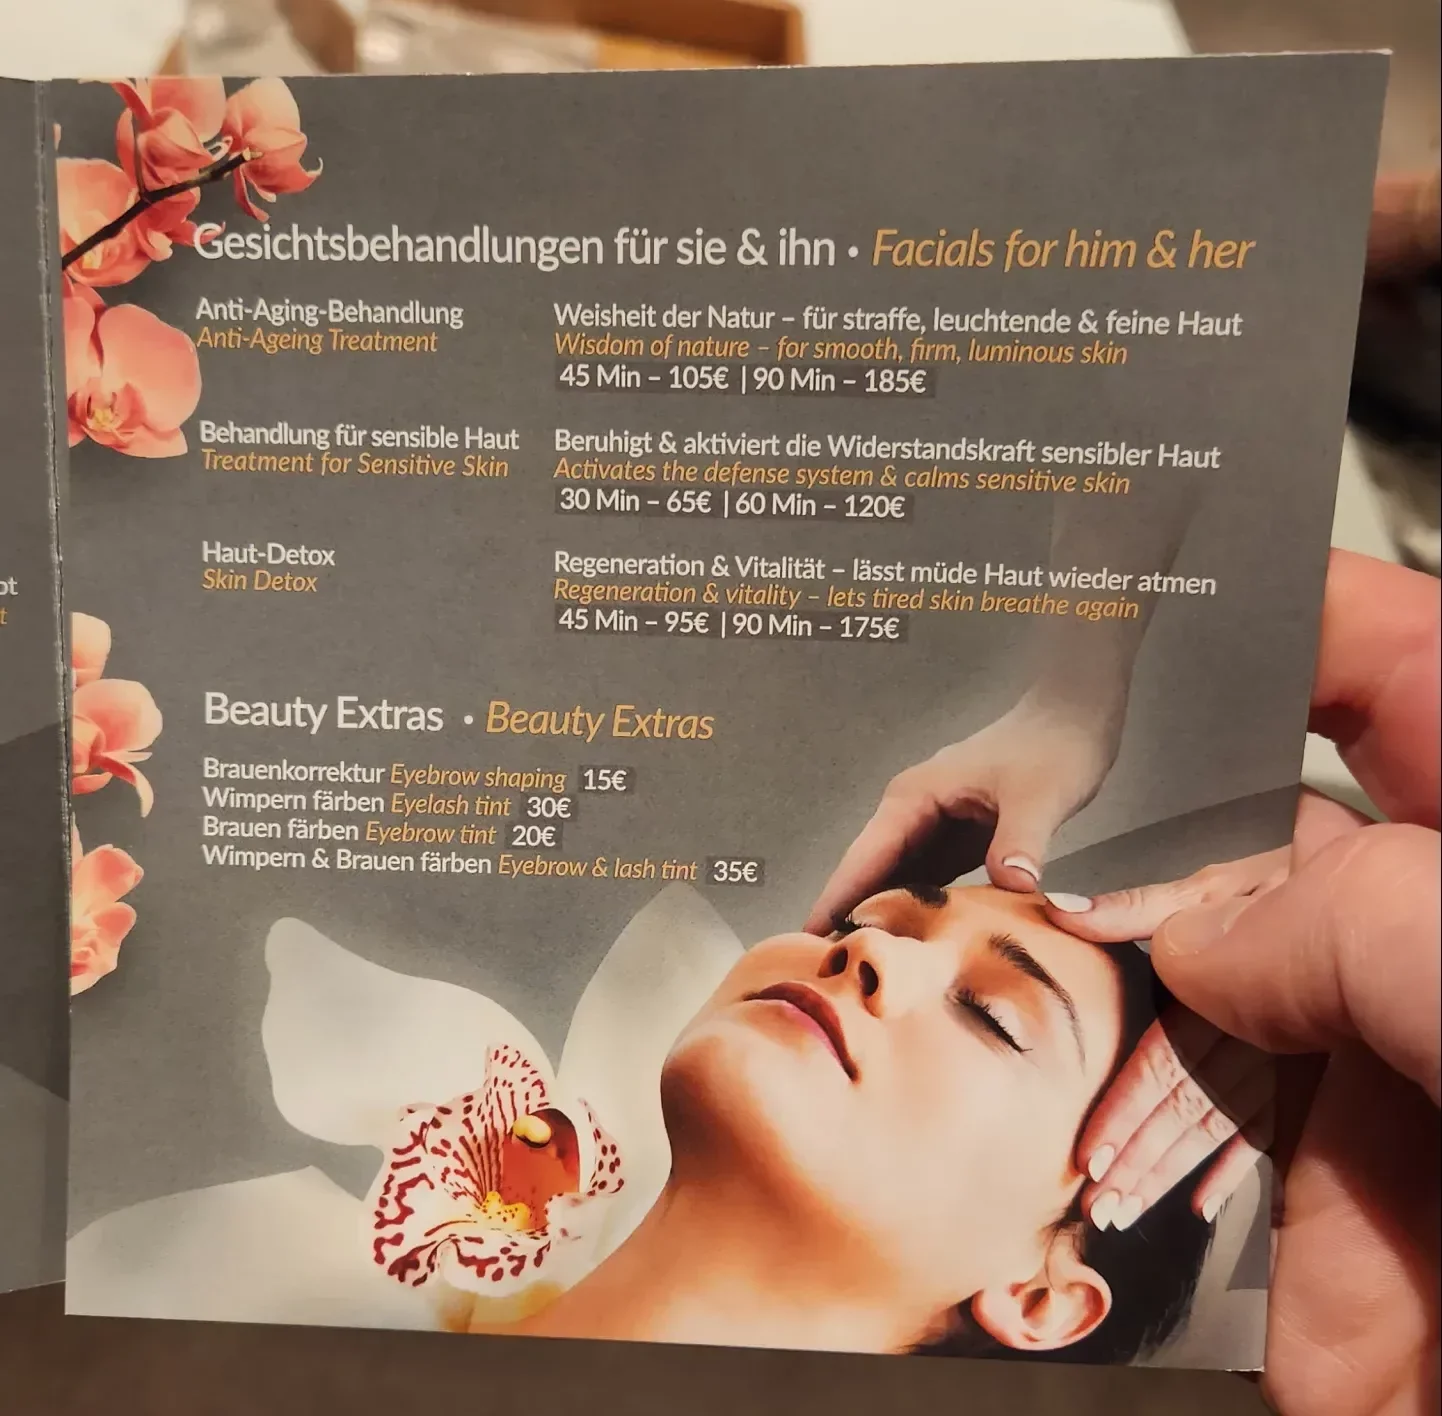 Gesichtsbehandlungen für sie & ihn • Facials for him & her
Anti-Aging-Behandlung
Anti-Ageing Treatment
Weisheit der Natur – für straffe, leuchtende & feine Haut
Wisdom of nature – for smooth, firm, luminous skin
45 Min – 105€ | 90 Min – 185€
Behandlung für sensible Haut
Treatment for Sensitive Skin
Beruhigt & aktiviert die Widerstandskraft sensibler Haut
Activates the defense system & calms sensitive skin
30 Min – 65€ | 60 Min – 120€
Haut-Detox
Skin Detox
Regeneration & Vitalität – lässt müde Haut wieder atmen
Regeneration & vitality – lets tired skin breathe again
45 Min – 95€ | 90 Min – 175€
Beauty Extras • Beauty Extras
Brauenkorrektur Eyebrow shaping 15€
Wimpern färben Eyelash tint 30€
Brauen färben Eyebrow tint 20€
Wimpern & Brauen färben Eyebrow & lash tint 35€